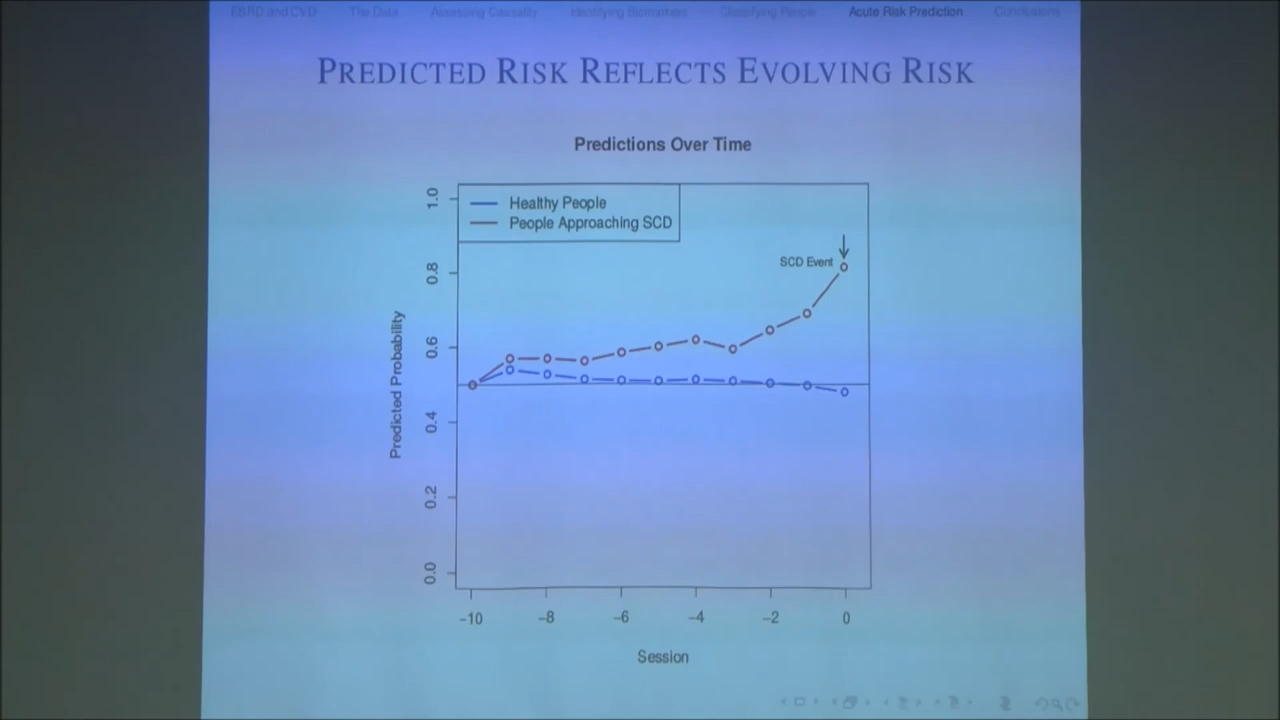 ESRD and CVD The Data Assessing Causality Identifying Biomarkers Classifying People Acute Risk Prediction Conclusions
PREDICTED RISK REFLECTS EVOLVING RISK
Predictions Over Time
Healthy People
People Approaching SCD
SCD Event
Predicted Probability
1.0
0.8
0.6
0.4
0.2
0.0
−10 −8 −6 −4 −2 0
Session